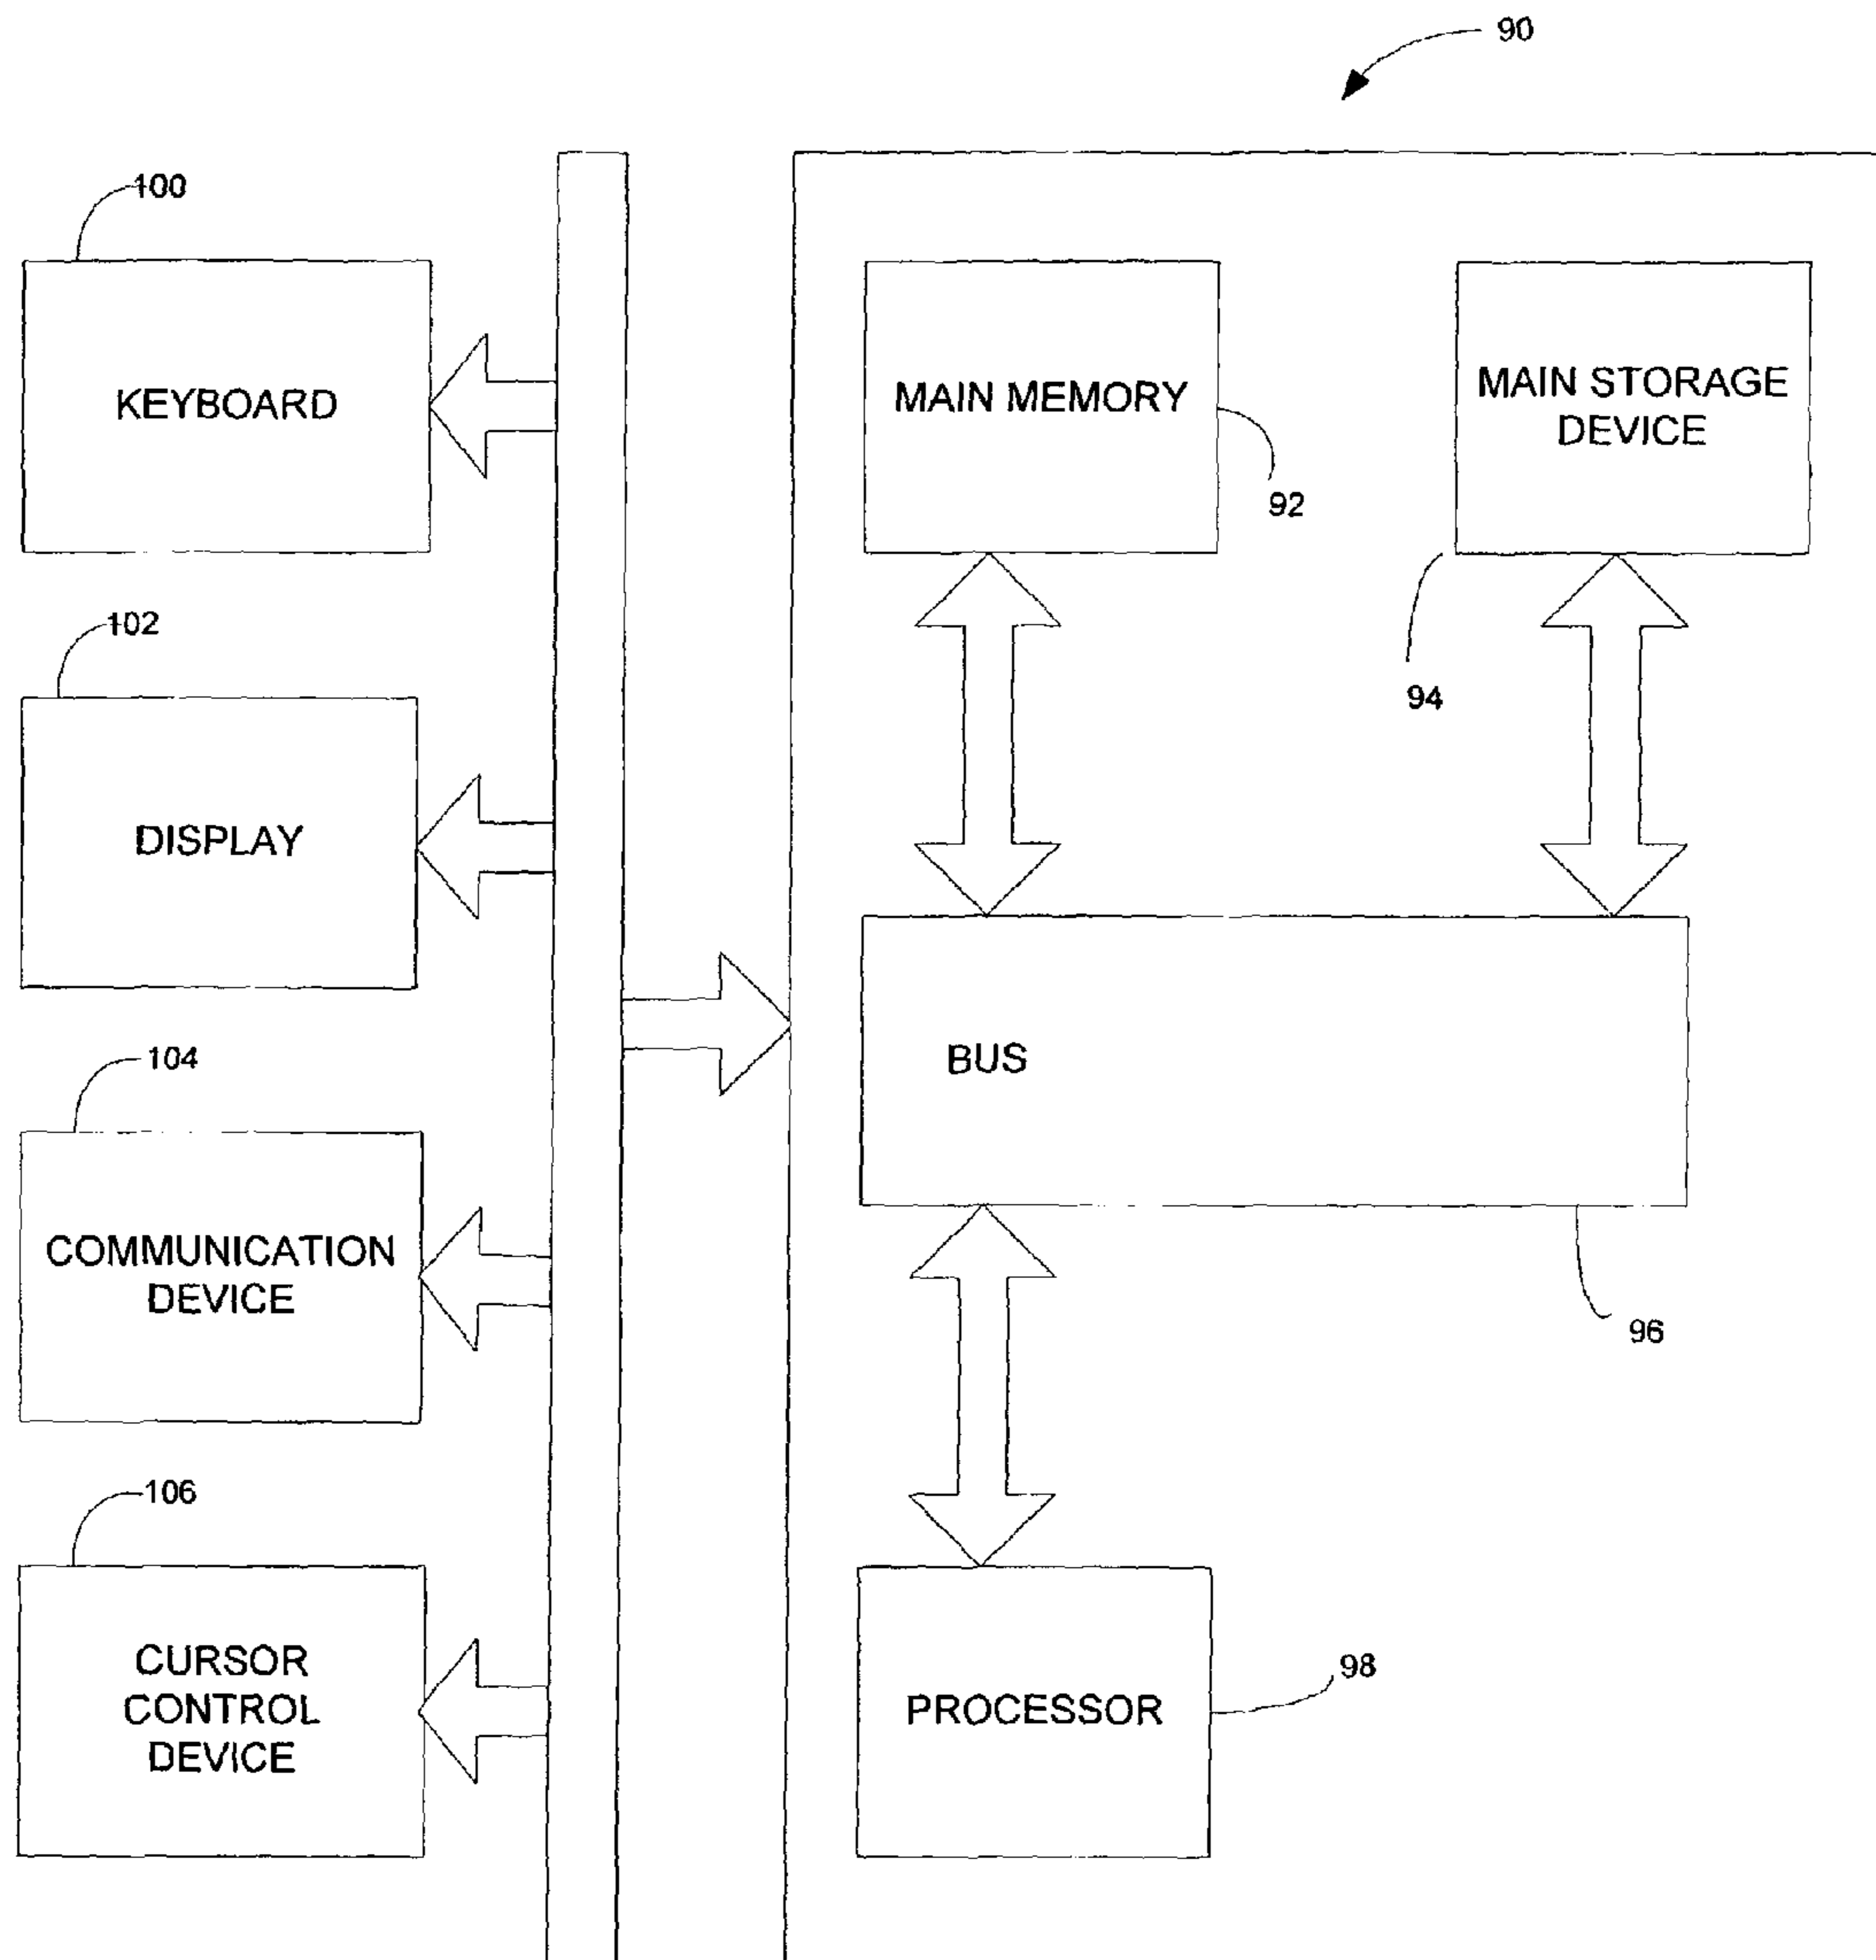 90
100
KEYBOARD
MAIN MEMORY
92
MAIN STORAGE
DEVICE
94
102
DISPLAY
BUS
96
104
COMMUNICATION
DEVICE
106
CURSOR
CONTROL
DEVICE
PROCESSOR
98